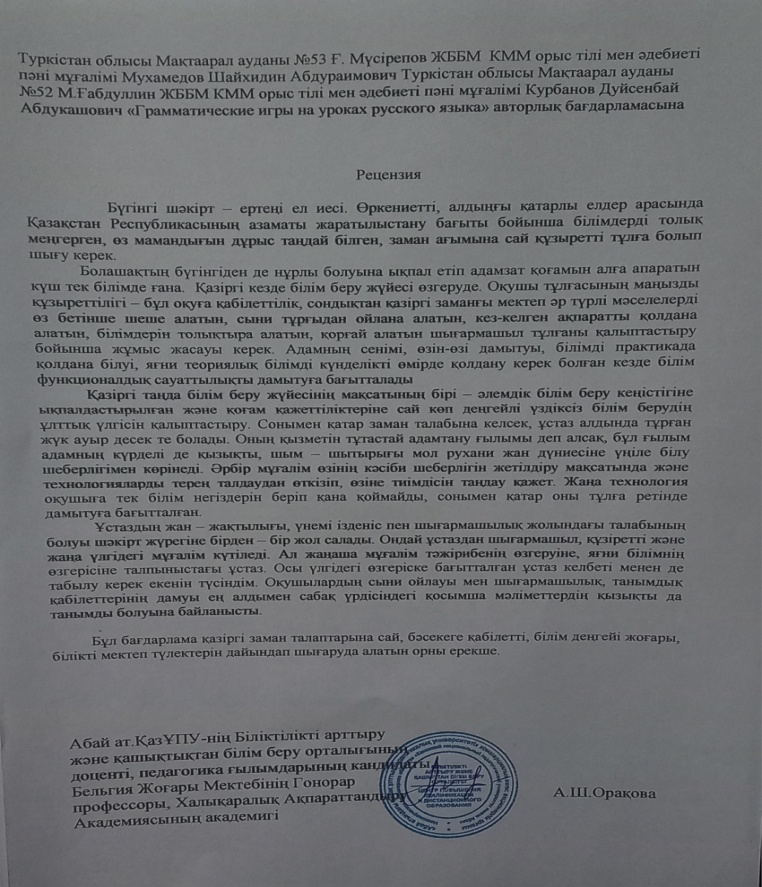 Туркістан облысы Мақтаарал ауданы №53 Ғ. Мүсірепов ЖББМ КММ орыс тілі мен әдебиеті
пәні мұғалімі Мухамедов Шайхидин Абдураимович Туркістан облысы Мақтаарал ауданы
№52 М.Ғабдуллин ЖББМ КММ орыс тілі мен әдебиеті пәні мұғалімі Курбанов Дуйсенбай
Абдукашович «Грамматические игры на уроках русского языка» авторлық бағдарламасына
Рецензия
Бүгінгі шәкірт – ертеңі ел иесі. Өркениетті, алдыңғы қатарлы елдер арасында
Қазақстан Республикасының азаматы жаратылыстану бағыты бойынша білімдерді толық
меңгерген, өз мамандығын дұрыс таңдай білген, заман ағымына сай құзыретті тұлға болып
шығу керек.
Болашақтың бүгінгіден де нұрлы болуына ықпал етіп адамзат қоғамын алға апаратын
күш тек білімде ғана. Қазіргі кезде білім беру жүйесі өзгеруде. Оқушы тұлғасының маңызды
құзыреттілігі – бұл оқуға қабілеттілік, сондықтан қазіргі заманғы мектеп әр түрлі мәселелерді
өз бетінше шеше алатын, сыни тұрғыдан ойлана алатын, кез-келген ақпаратты қолдана
алатын, білімдерін толықтыра алатын, қорғай алатын шығармашыл тұлғаны қалыптастыру
бойынша жұмыс жасауы керек. Адамның сенімі, өзін-өзі дамытуы, білімді практикада
қолдана білуі, яғни теориялық білімді күнделікті өмірде қолдану керек болған кезде білім
функционалдық сауаттылықты дамытуға бағытталады
Қазіргі таңда білім беру жүйесінің мақсатының бірі – әлемдік білім беру кеңістігіне
ықпалдастырылған және қоғам қажеттіліктеріне сай көп деңгейлі үздіксіз білім берудің
ұлттық үлгісін қалыптастыру. Сонымен қатар заман талабына келсек, ұстаз алдында тұрған
жүк ауыр десек те болады. Оның қызметін тұтастай адамтану ғылымы деп алсақ, бұл ғылым
адамның күрделі де қызықты, шым – шытырығы мол рухани жан дүниесіне үңіле білу
шеберлігімен көрінеді. Әрбір мұғалім өзінің кәсіби шеберлігін жетілдіру мақсатында және
технологияларды терең талдаудан өткізіп, өзіне тиімдісін таңдау қажет. Жаңа технология
оқушыға тек білім негіздерін беріп қана қоймайды, сонымен қатар оны тұлға ретінде
дамытуға бағытталған.
Ұстаздың жан – жақтылығы, үнемі ізденіс пен шығармашылық жолындағы талабының
болуы шәкірт жүрегіне бірден – бір жол салады. Ондай ұстаздан шығармашыл, құзіретті және
жаңа үлгідегі мұғалім күтіледі. Ал жаңаша мұғалім тәжірибенің өзгеруіне, яғни білімнің
өзгерісіне талпыныстағы ұстаз. Осы үлгідегі өзгеріске бағытталған ұстаз келбеті менен де
табылу керек екенін түсіндім. Оқушылардың сыни ойлауы мен шығармашылық, танымдық
қабілеттерінің дамуы ең алдымен сабақ үрдісіндегі қосымша мәліметтердің қызықты да
танымды болуына байланысты.
Бұл бағдарлама қазіргі заман талаптарына сай, бәсекеге қабілетті, білім деңгейі жоғары,
білікті мектеп түлектерін дайындап шығаруда алатын орны ерекше.
Абай ат.ҚазҰПУ-нің Біліктілікті арттыру
және қашықтықтан білім беру орталығының
доценті, педагогика ғылымдарының кандидаты,
Бельгия Жоғары Мектебінің Гонорар
профессоры, Халықаралық Ақпараттандыру
Академиясының академигі
А.Ш.Орақова
ЦЕНТР ПОВЫШЕНИЯ
КВАЛИФИКАЦИИ
И ДИСТАНЦИОННОГО
ОБРАЗОВАНИЯ